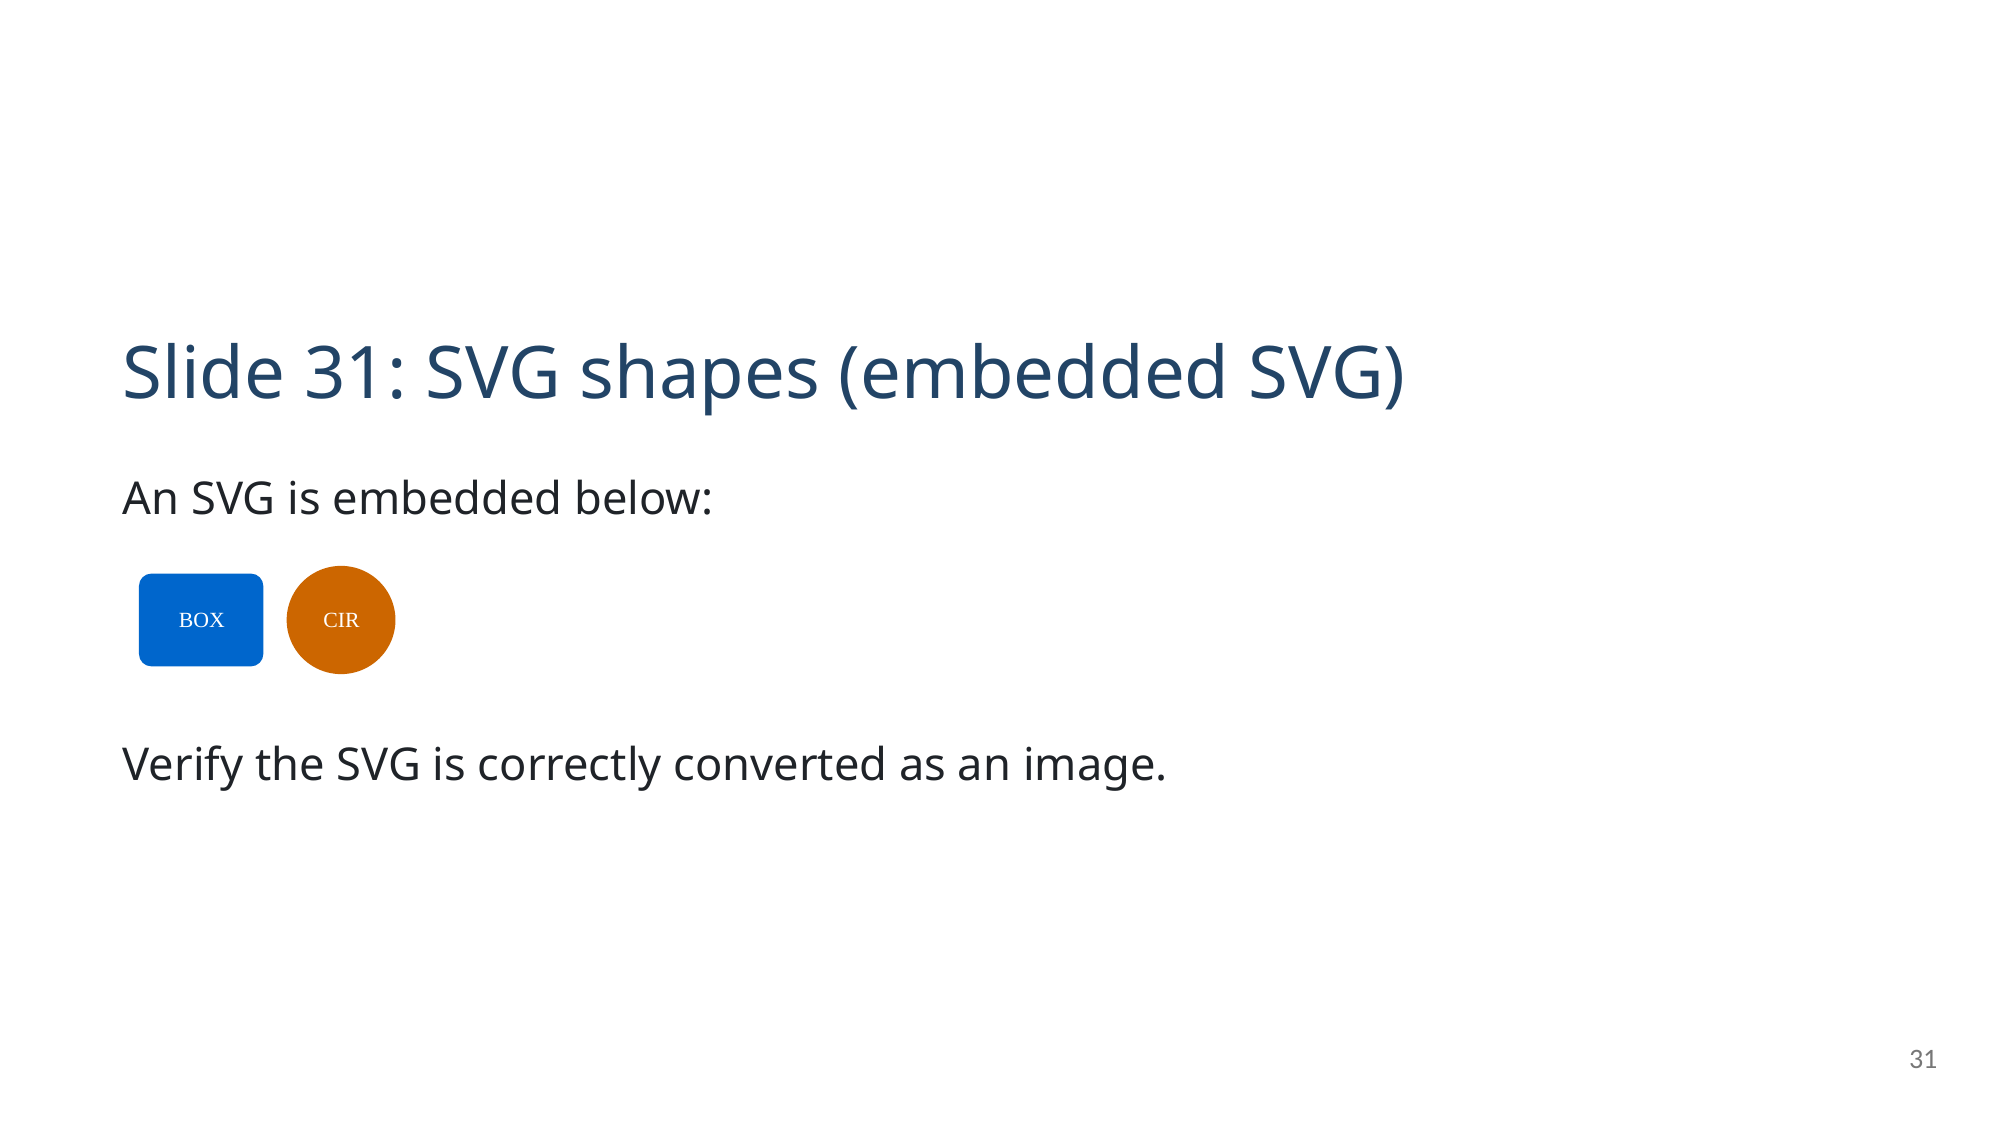 Slide 31: SVG shapes (embedded SVG)
An SVG is embedded below:
BOX CIR
Verify the SVG is correctly converted as an image.
31